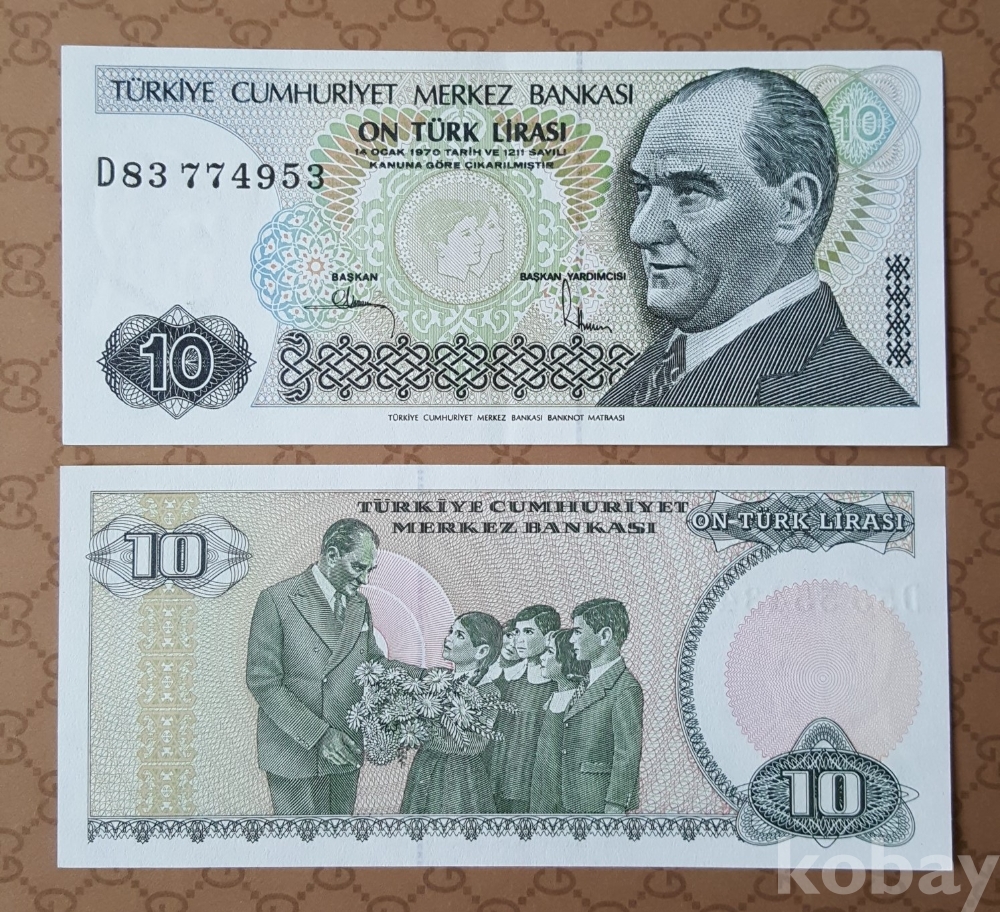 TÜRKİYE CUMHURİYET MERKEZ BANKASI
ON TÜRK LİRASI
14 OCAK 1970 TARİH VE 1211 SAYILI
KANUNA GÖRE ÇIKARILMIŞTIR
D83 774953
10
BAŞKAN
BAŞKAN YARDIMCISI
10
TÜRKİYE CUMHURİYET MERKEZ BANKASI BANKNOT MATBAASI
TÜRKİYE CUMHURİYET
MERKEZ BANKASI
ON TÜRK LİRASI
10
10
kobay